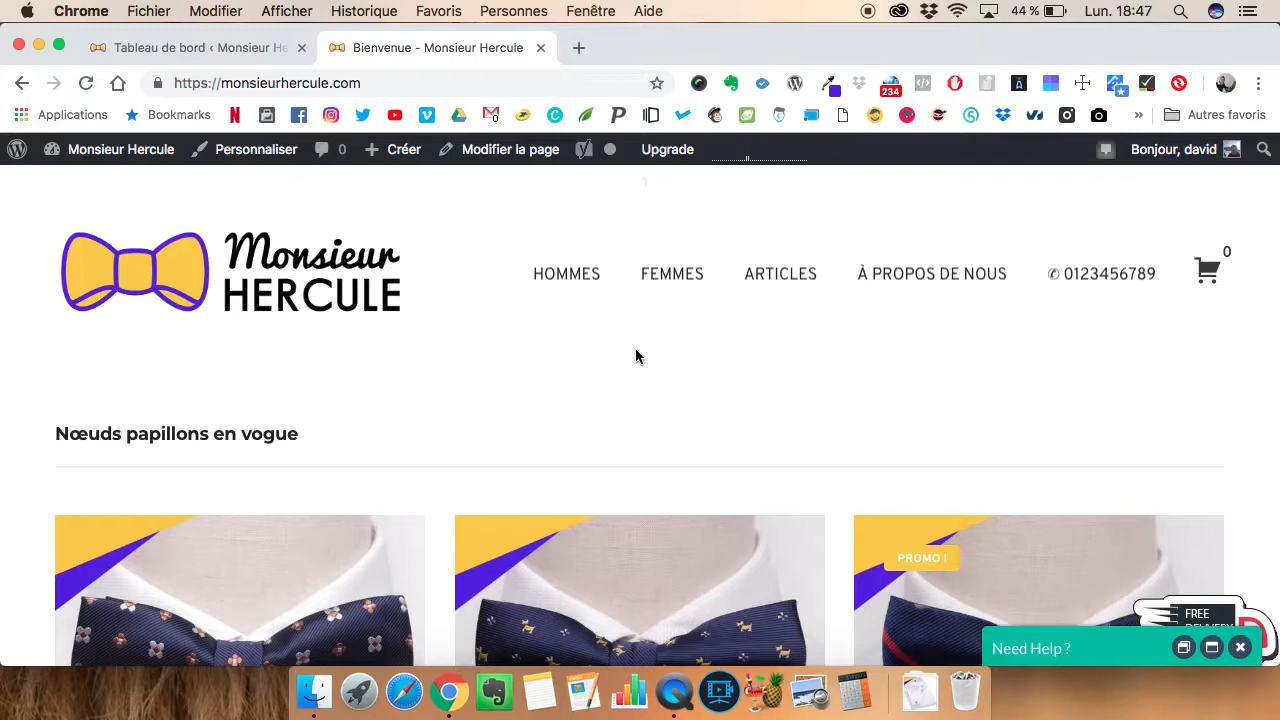 Chrome Fichier Modifier Afficher Historique Favoris Personnes Fenêtre Aide 44 % Lun. 18:47
Tableau de bord ‹ Monsieur He Bienvenue - Monsieur Hercule
https://monsieurhercule.com
234
Applications Bookmarks Autres favoris
Monsieur Hercule Personnaliser 0 Créer Modifier la page Upgrade Bonjour, david
1
Monsieur
HERCULE
HOMMES FEMMES ARTICLES À PROPOS DE NOUS ✆ 0123456789 0
Nœuds papillons en vogue
PROMO !
FREE
DELIVERY
Need Help ?